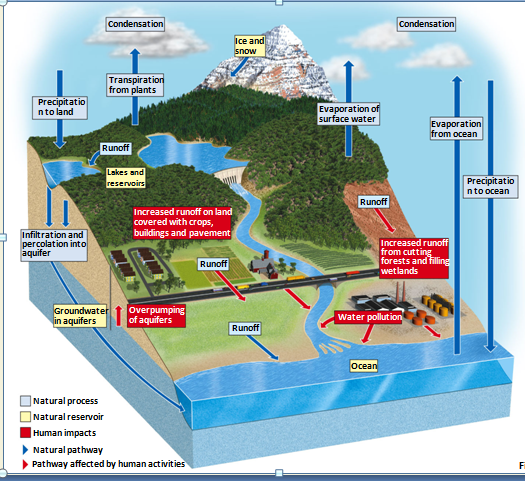 Condensation
Condensation
Ice and
snow
Transpiration
from plants
Precipitatio
n to land
Evaporation of
surface water
Evaporation
from ocean
Runoff
Lakes and
reservoirs
Precipitatio
n to ocean
Runoff
Increased runoff on land
covered with crops,
buildings and pavement
Infiltration and
percolation into
aquifer
Increased runoff
from cutting
forests and filling
wetlands
Runoff
Groundwater
in aquifers
Overpumping
of aquifers
Water pollution
Runoff
Ocean
Natural process
Natural reservoir
Human impacts
Natural pathway
Pathway affected by human activities